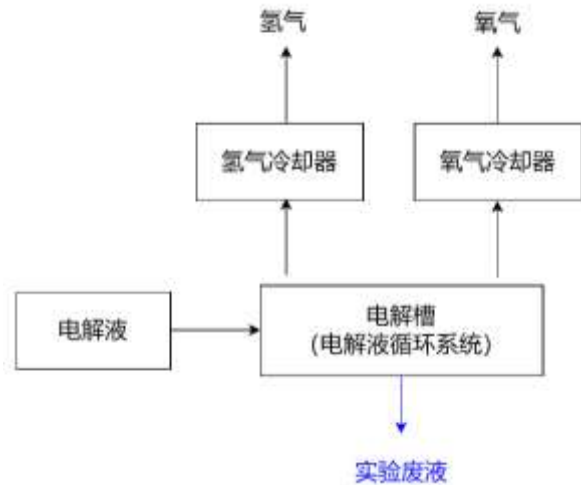 氢气
氧气
氢气冷却器
氧气冷却器
电解液
电解槽
(电解液循环系统)
实验废液